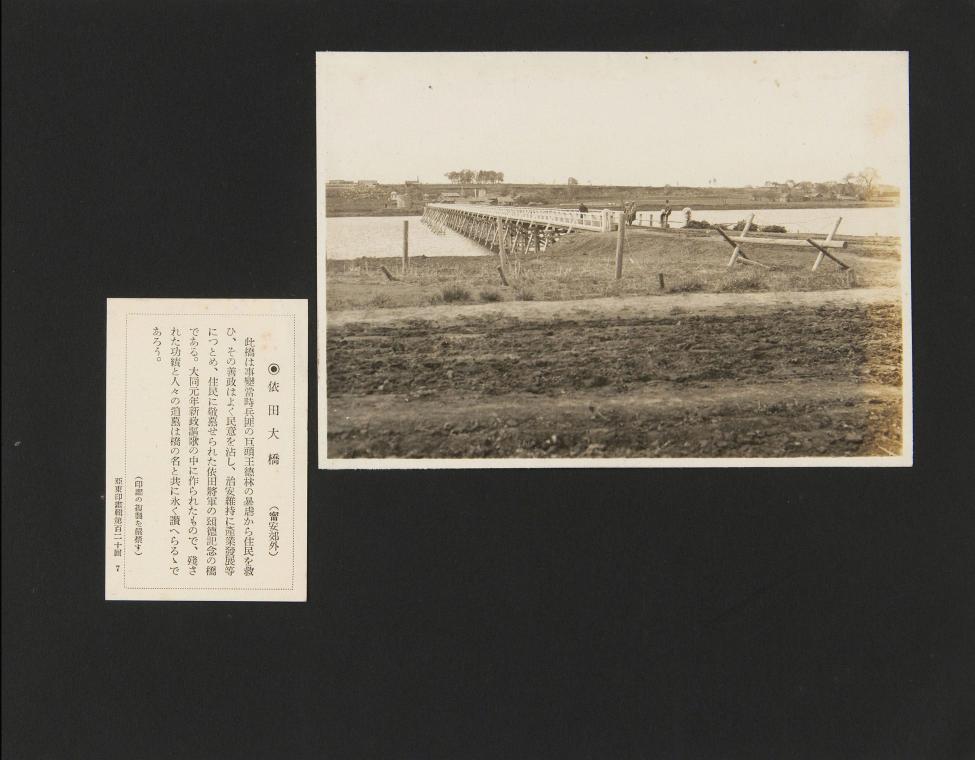 ◉依田大橋 (甯安郊外)
此橋は事變當時兵匪の巨頭王德林の暴虐から住民を救
ひ、その善政はよく民意を沾し、治安維持に產業發展等
につとめ、住民に敬慕せられた依田將軍の頌德記念の橋
である。大同元年新政謳歌の中に作られたもので、殘さ
れた功績と人々の追慕は橋の名と共に永く讚へらるゝで
あろう。
(印畫の複製を嚴禁す)
亞東印畫輯第百二十回 7